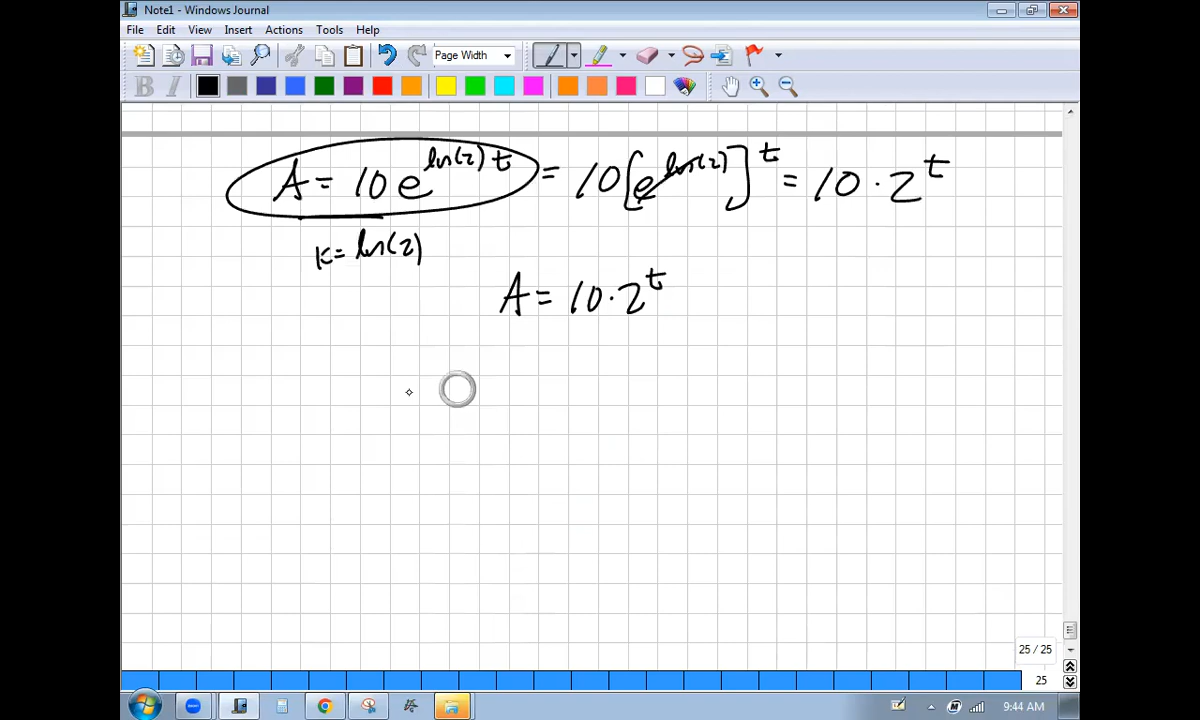 Note1 - Windows Journal
File Edit View Insert Actions Tools Help
Page Width
B I
A = 10 e^{ln(2) t} = 10 [e^{ln(2)}]^t = 10 · 2^t
K = ln(2)
A = 10 · 2^t
25 / 25
25
9:44 AM